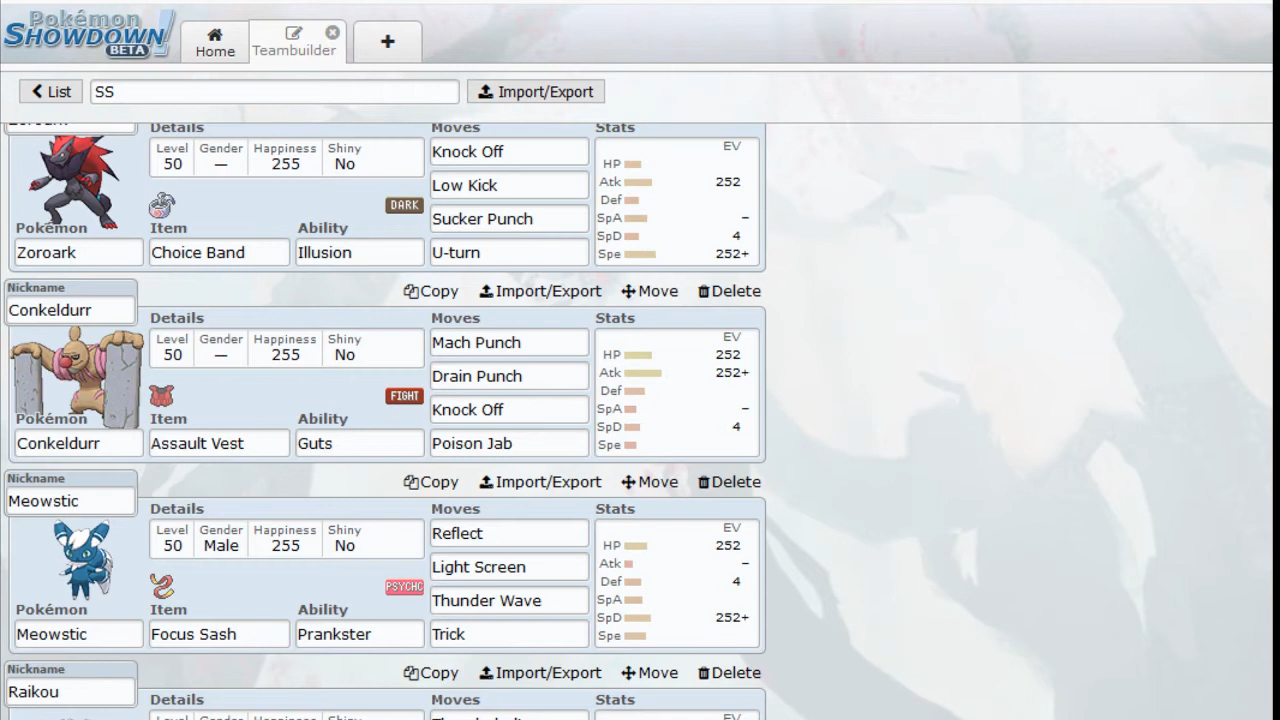 Pokémon
SHOWDOWN!
BETA
Home
Teambuilder
+
List
SS
Import/Export
Details
Moves
Stats
Level Gender Happiness Shiny
50 — 255 No
DARK
Pokémon Item Ability
Zoroark Choice Band Illusion
Knock Off
Low Kick
Sucker Punch
U-turn
EV
HP
Atk 252
Def
SpA –
SpD 4
Spe 252+
Copy Import/Export Move Delete
Nickname
Conkeldurr
Details
Moves
Stats
Level Gender Happiness Shiny
50 — 255 No
FIGHT
Pokémon Item Ability
Conkeldurr Assault Vest Guts
Mach Punch
Drain Punch
Knock Off
Poison Jab
EV
HP 252
Atk 252+
Def
SpA –
SpD 4
Spe
Copy Import/Export Move Delete
Nickname
Meowstic
Details
Moves
Stats
Level Gender Happiness Shiny
50 Male 255 No
PSYCHC
Pokémon Item Ability
Meowstic Focus Sash Prankster
Reflect
Light Screen
Thunder Wave
Trick
EV
HP 252
Atk –
Def 4
SpA
SpD 252+
Spe
Copy Import/Export Move Delete
Nickname
Raikou
Details
Moves
Stats
EV